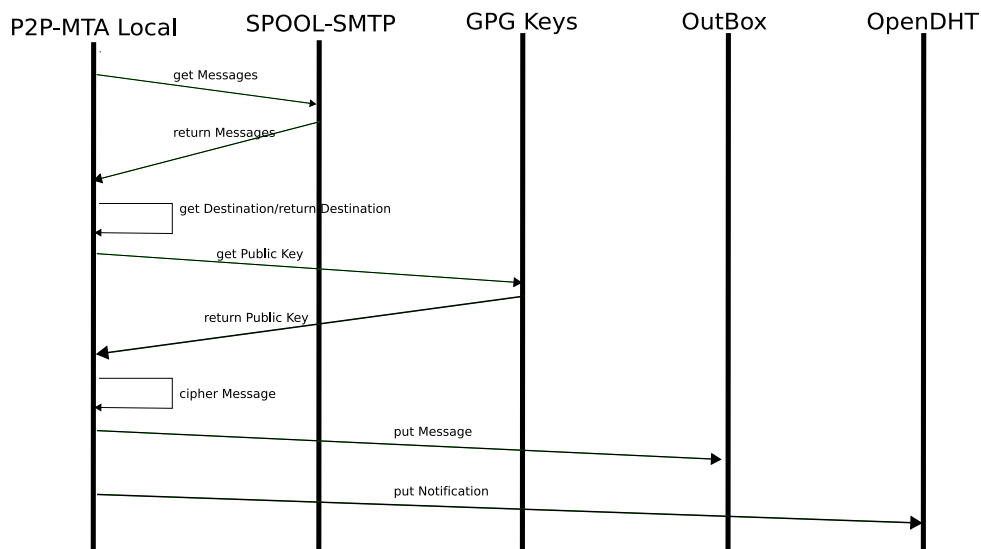 P2P-MTA Local
SPOOL-SMTP
GPG Keys
OutBox
OpenDHT
get Messages
return Messages
get Destination/return Destination
get Public Key
return Public Key
cipher Message
put Message
put Notification